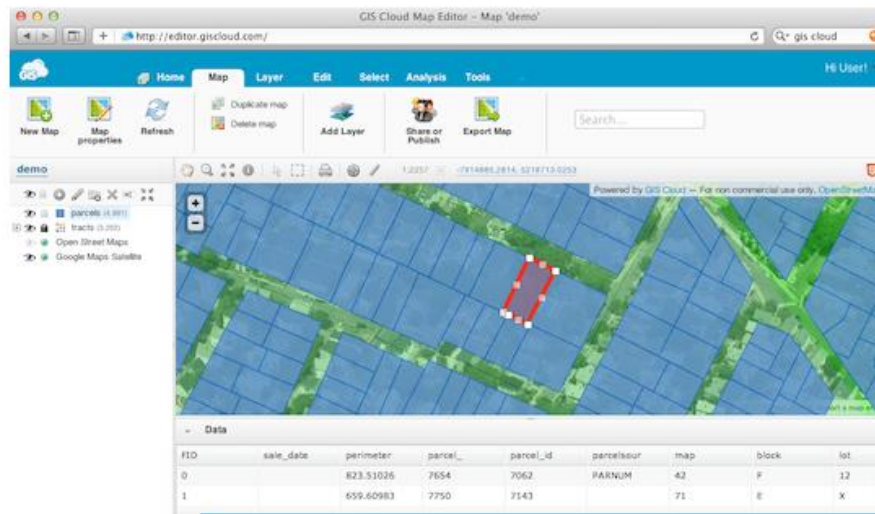 GIS Cloud Map Editor – Map 'demo'
http://editor.giscloud.com/
gis cloud
GIS
Home Map Layer Edit Select Analysis Tools
Hi User!
New Map
Map properties
Refresh
Duplicate map
Delete map
Add Layer
Share or Publish
Export Map
Search...
demo
Powered by GIS Cloud — For non commercial use only, OpenStreetMa
parcels
tracts
Open Street Maps
Google Maps Satellite
Data
FID sale_date perimeter parcel_ parcel_id parcelsour map block lot
0 823.51026 7654 7062 PARNUM 42 F 12
1 659.60983 7750 7143 71 E X